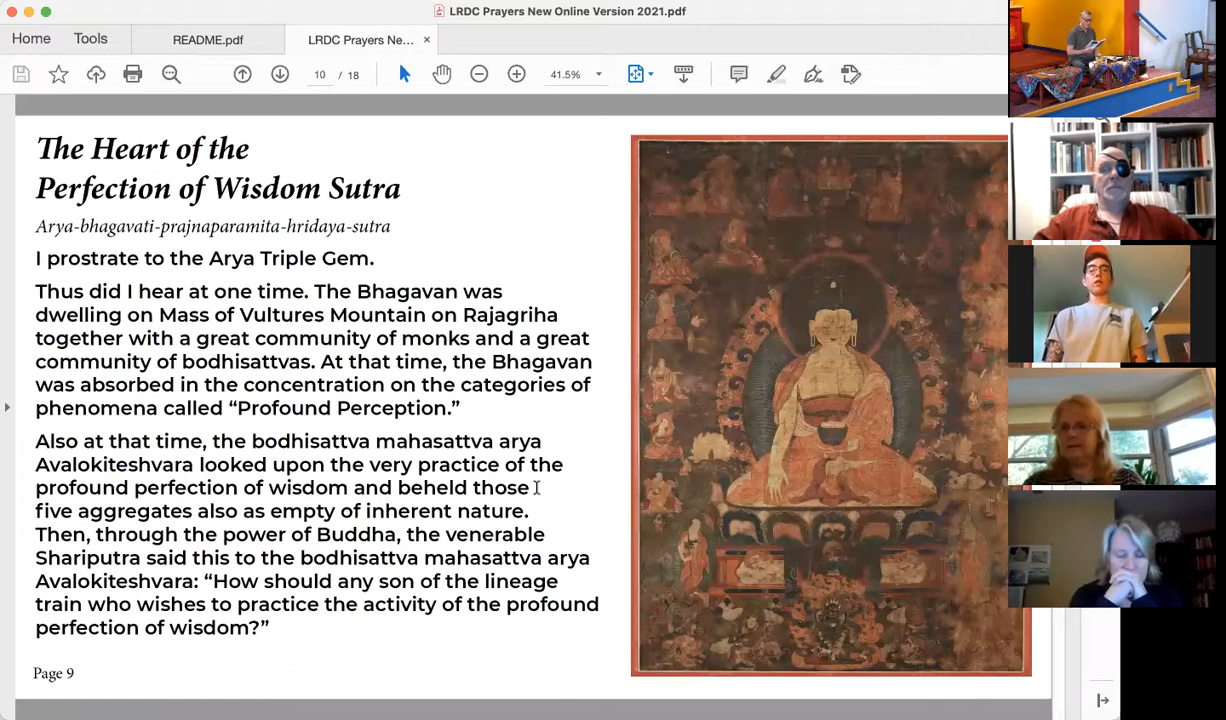 LRDC Prayers New Online Version 2021.pdf
Home Tools README.pdf LRDC Prayers Ne... ×
10 / 18 41.5%
The Heart of the
Perfection of Wisdom Sutra
Arya-bhagavati-prajnaparamita-hridaya-sutra
I prostrate to the Arya Triple Gem.
Thus did I hear at one time. The Bhagavan was
dwelling on Mass of Vultures Mountain on Rajagriha
together with a great community of monks and a great
community of bodhisattvas. At that time, the Bhagavan
was absorbed in the concentration on the categories of
phenomena called “Profound Perception.”
Also at that time, the bodhisattva mahasattva arya
Avalokiteshvara looked upon the very practice of the
profound perfection of wisdom and beheld those
five aggregates also as empty of inherent nature.
Then, through the power of Buddha, the venerable
Shariputra said this to the bodhisattva mahasattva arya
Avalokiteshvara: “How should any son of the lineage
train who wishes to practice the activity of the profound
perfection of wisdom?”
Page 9